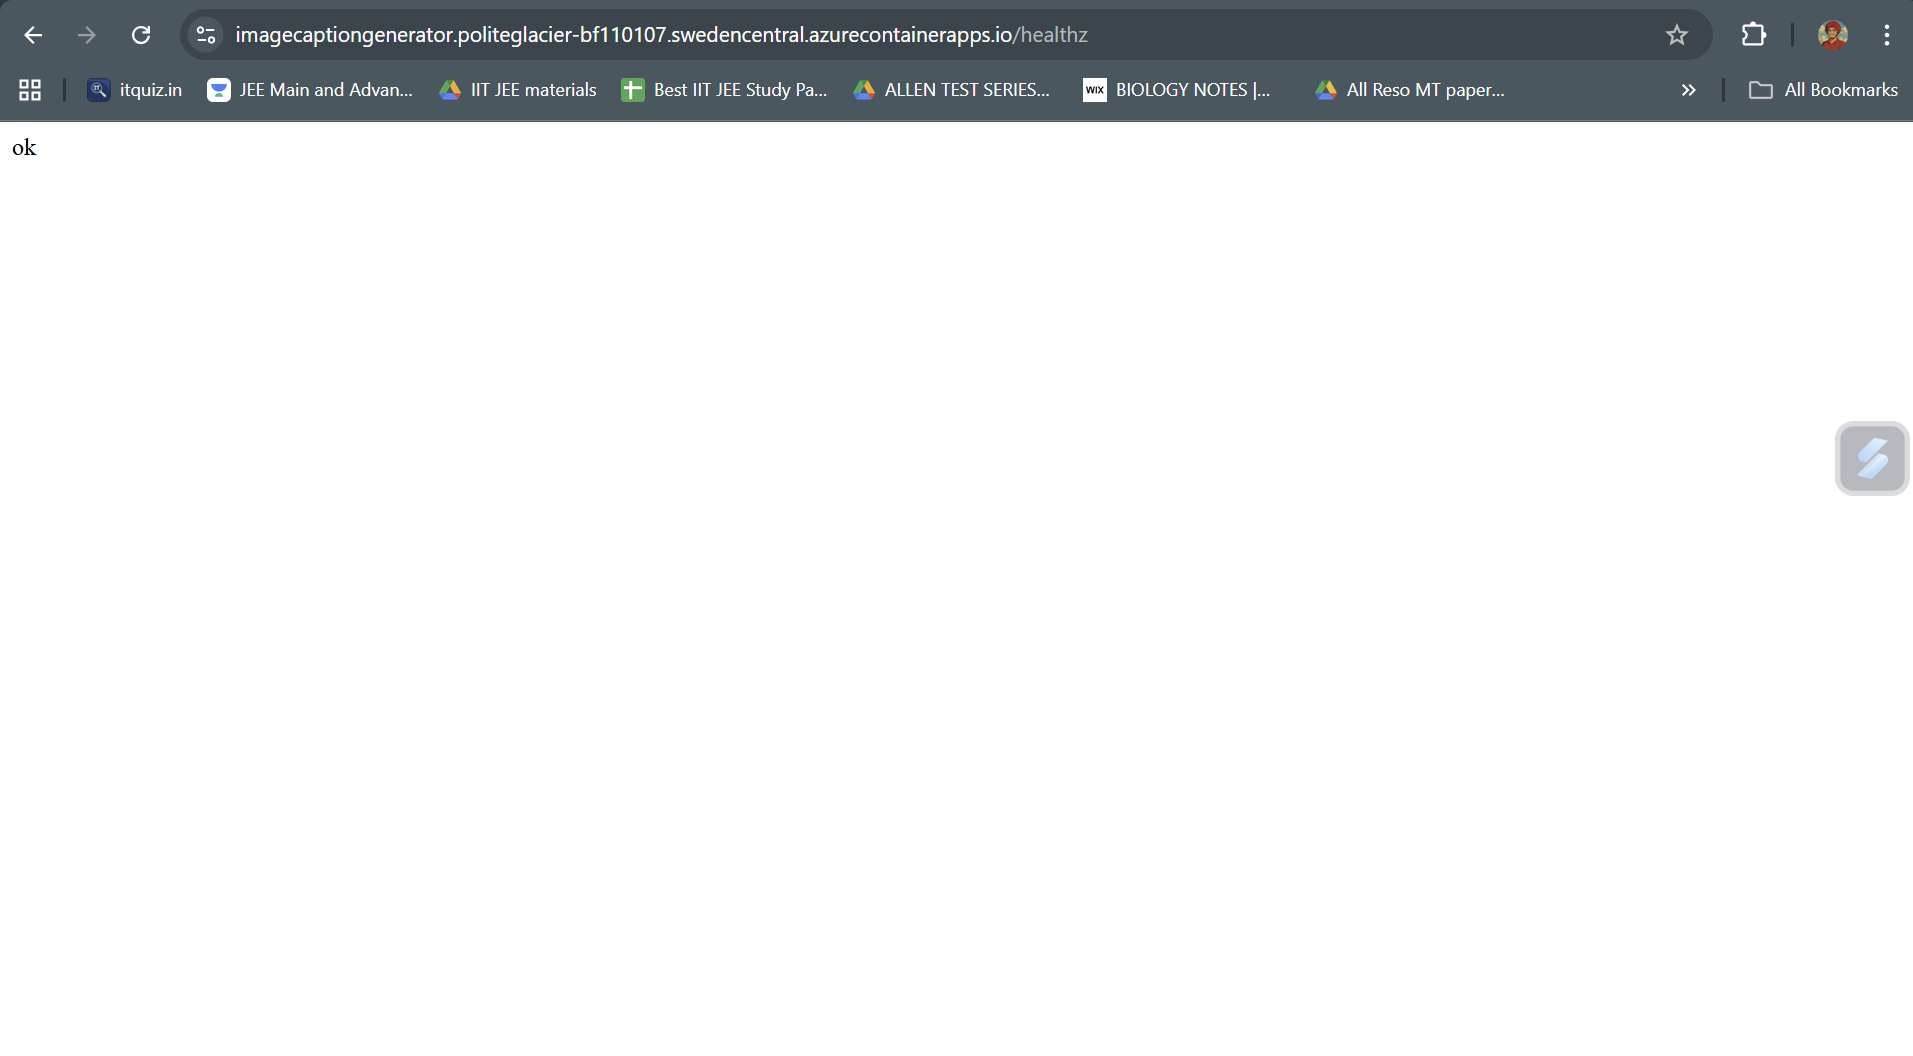 imagecaptiongenerator.politeglacier-bf110107.swedencentral.azurecontainerapps.io/healthz
itquiz.in JEE Main and Advan... IIT JEE materials Best IIT JEE Study Pa... ALLEN TEST SERIES... WIX BIOLOGY NOTES |... All Reso MT paper... All Bookmarks
ok